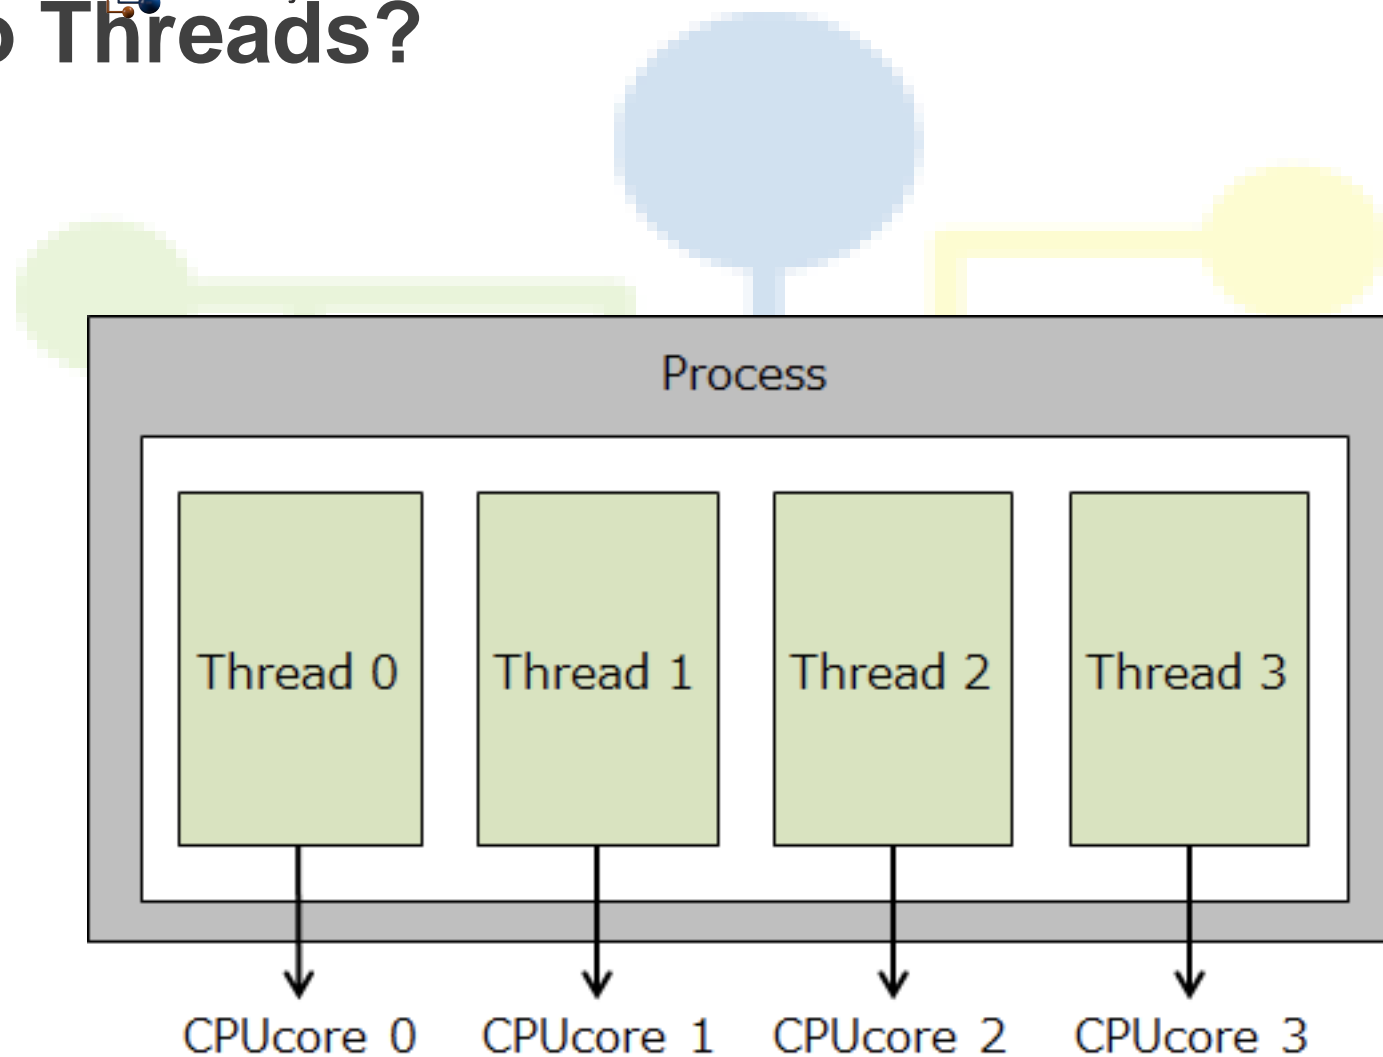 Threads?
Process
Thread 0 Thread 1 Thread 2 Thread 3
CPUcore 0 CPUcore 1 CPUcore 2 CPUcore 3